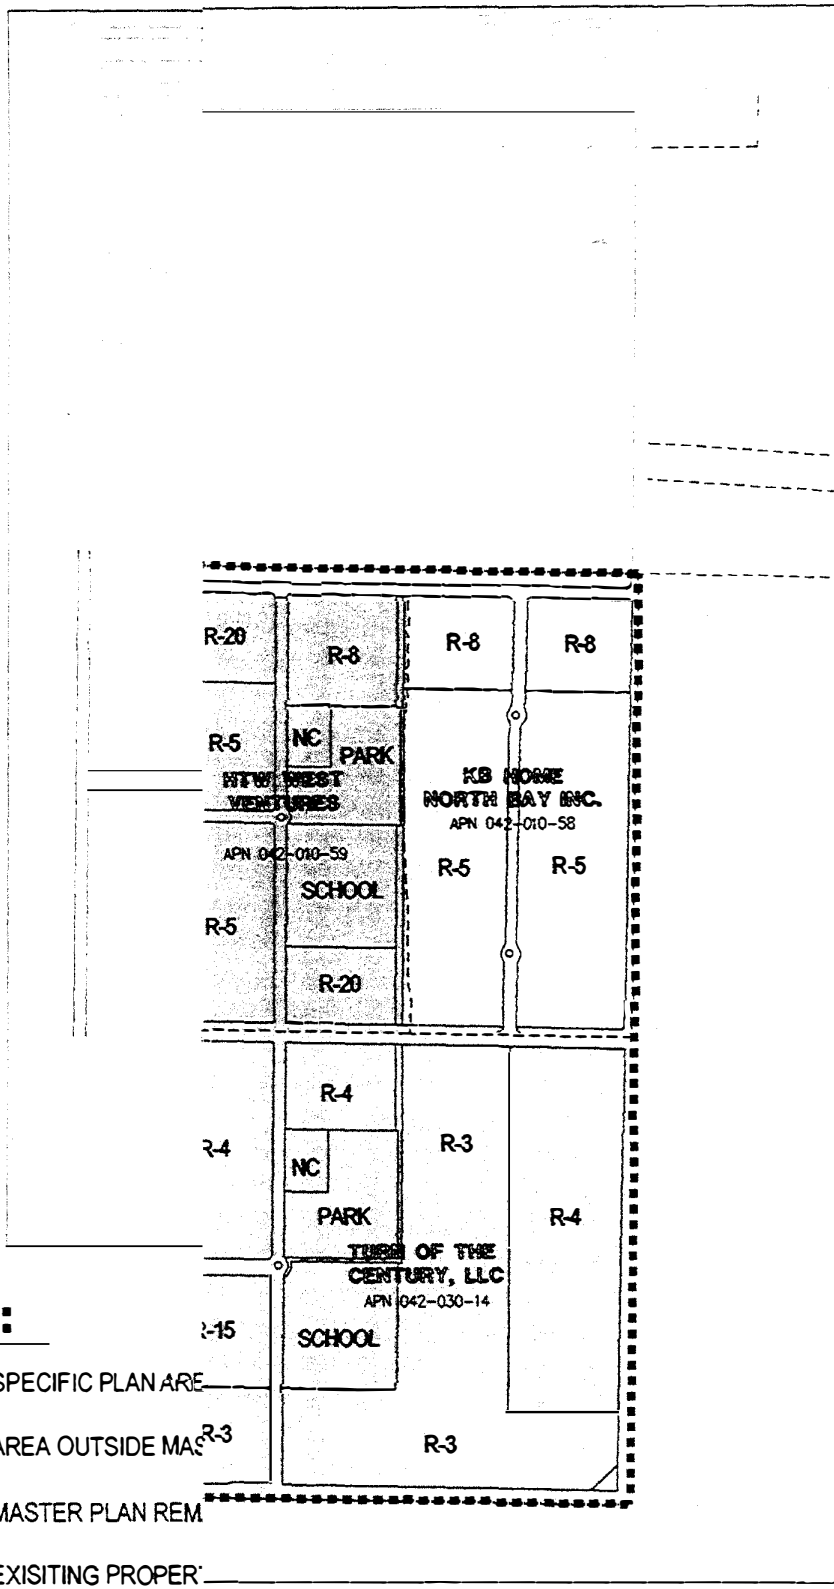 R-20
R-8
R-8
R-8
R-5
NC
PARK
HTW WEST
VENTURES
APN 042-010-59
KB HOME
NORTH BAY INC.
APN 042-010-58
R-5
R-5
SCHOOL
R-5
R-20
R-4
R-4
R-3
NC
PARK
R-4
TURN OF THE
CENTURY, LLC
APN 042-030-14
R-15
SCHOOL
:
SPECIFIC PLAN ARE
R-3
R-3
AREA OUTSIDE MAS
MASTER PLAN REM
EXISITING PROPER